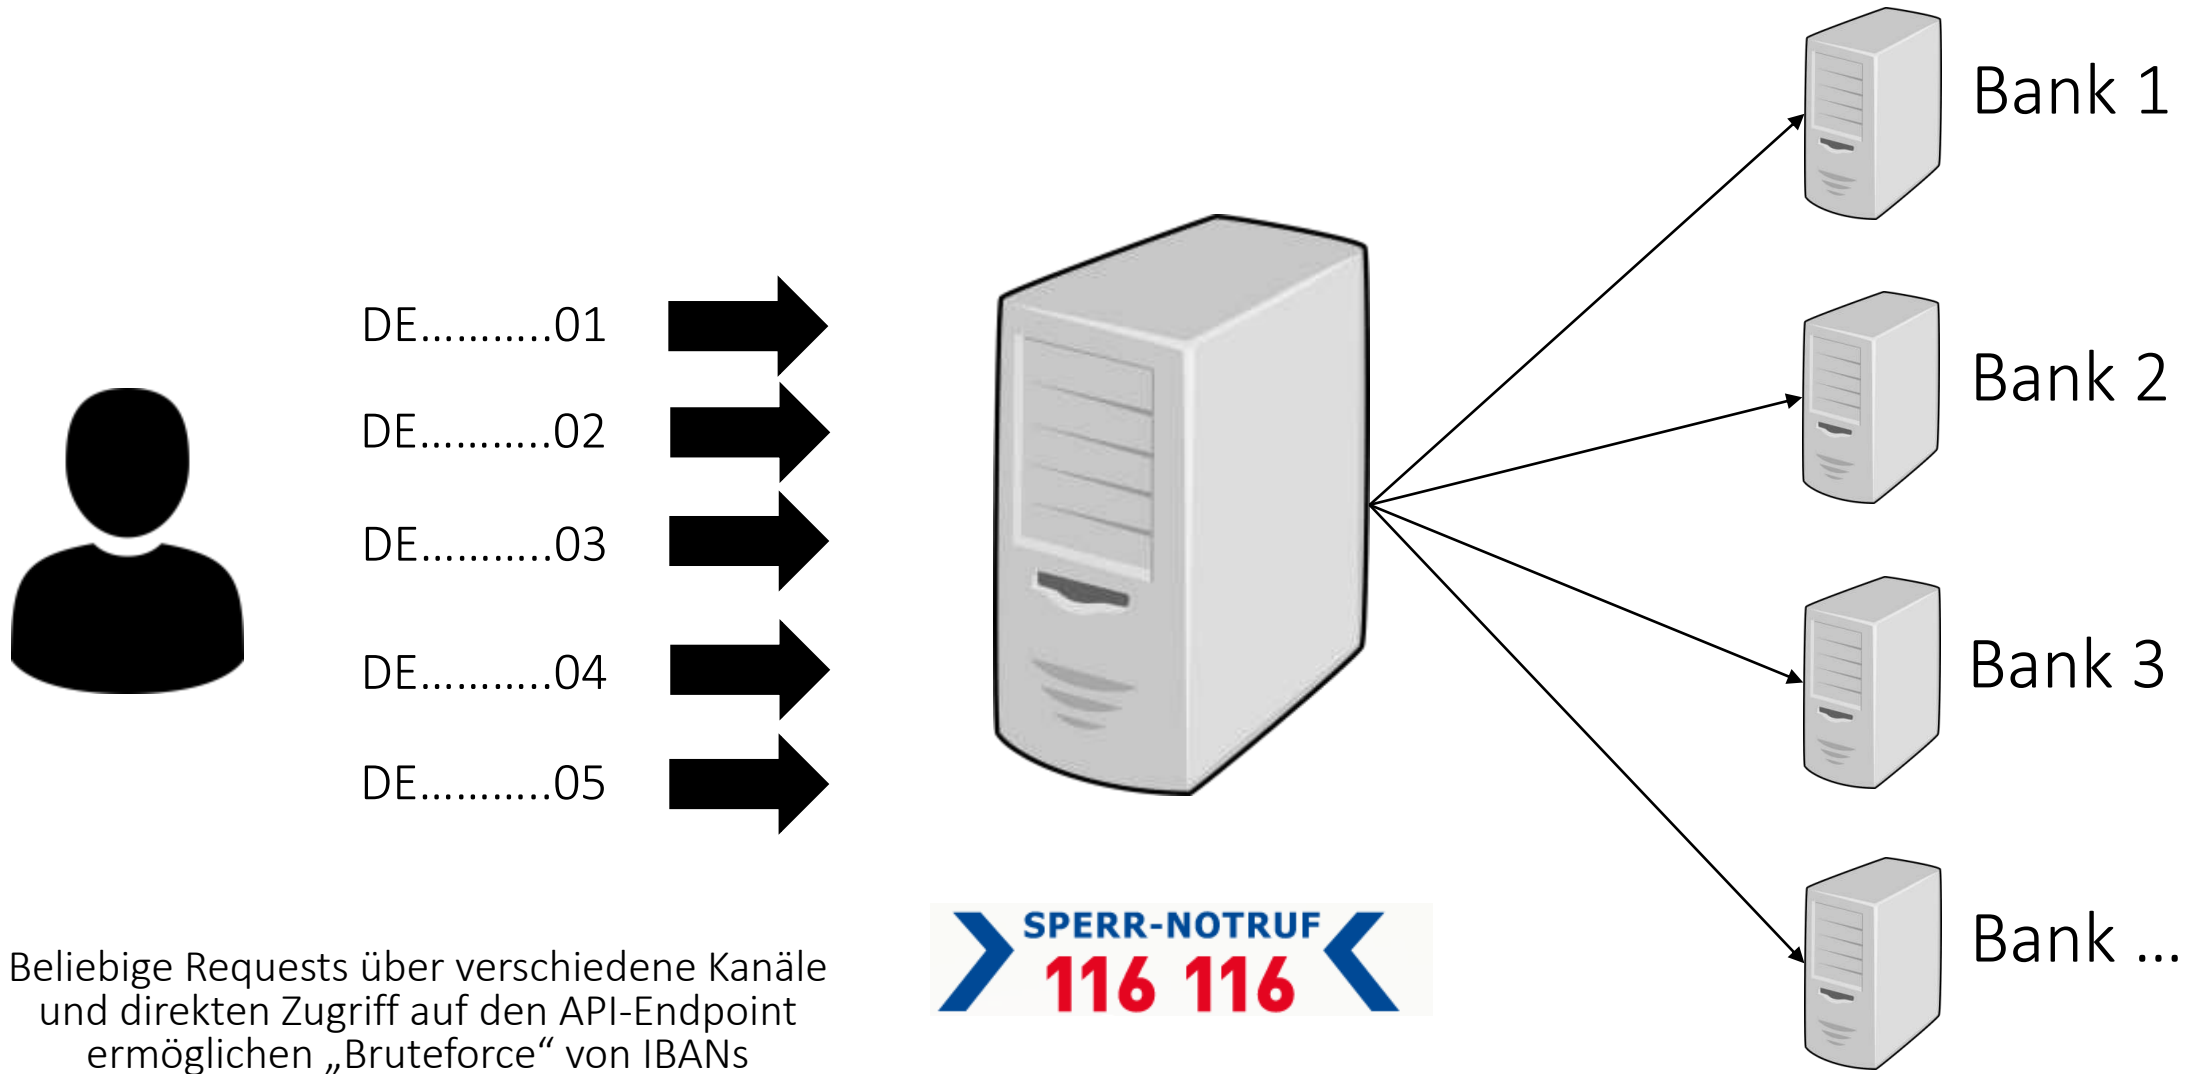 Bank 1
DE...........01
Bank 2
DE...........02
DE...........03
DE...........04
Bank 3
DE...........05
SPERR-NOTRUF
116 116
Bank ...
Beliebige Requests über verschiedene Kanäle
und direkten Zugriff auf den API-Endpoint
ermöglichen „Bruteforce“ von IBANs